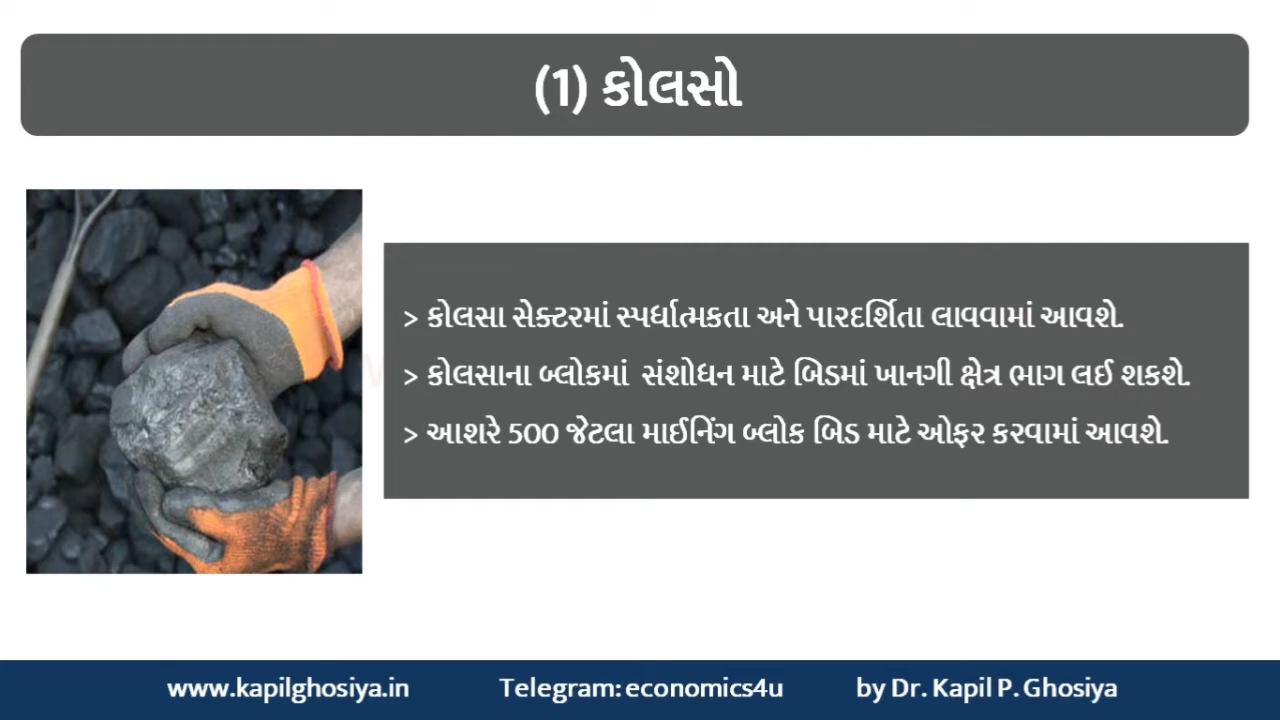 (1) કોલસો
> કોલસા સેક્ટરમાં સ્પર્ધાત્મકતા અને પારદર્શિતા લાવવામાં આવશે.
> કોલસાના બ્લોકમાં  સંશોધન માટે બિડમાં ખાનગી ક્ષેત્ર ભાગ લઈ શકશે.
> આશરે 500 જેટલા માઈનિંગ બ્લોક બિડ માટે ઓફર કરવામાં આવશે.
www.kapilghosiya.in Telegram: economics4u by Dr. Kapil P. Ghosiya